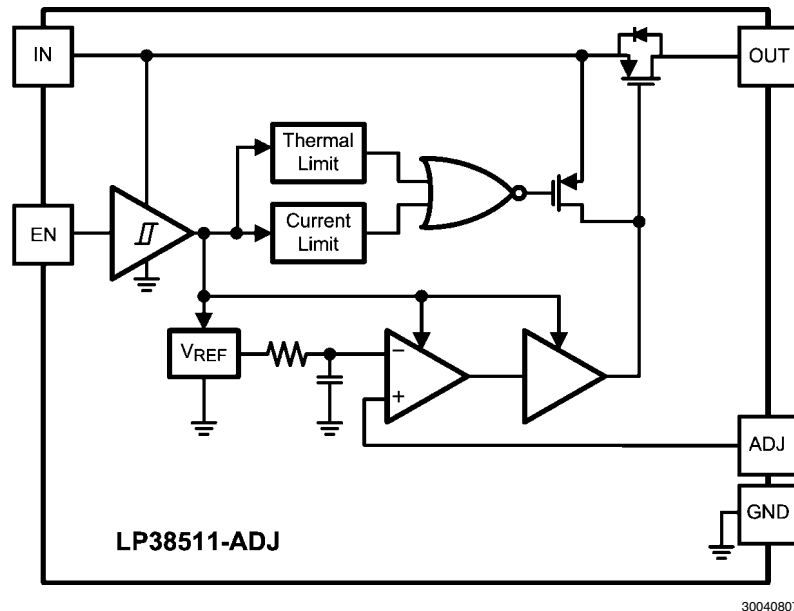 IN
OUT
Thermal
Limit
EN
Current
Limit
VREF
−
+
ADJ
GND
LP38511-ADJ